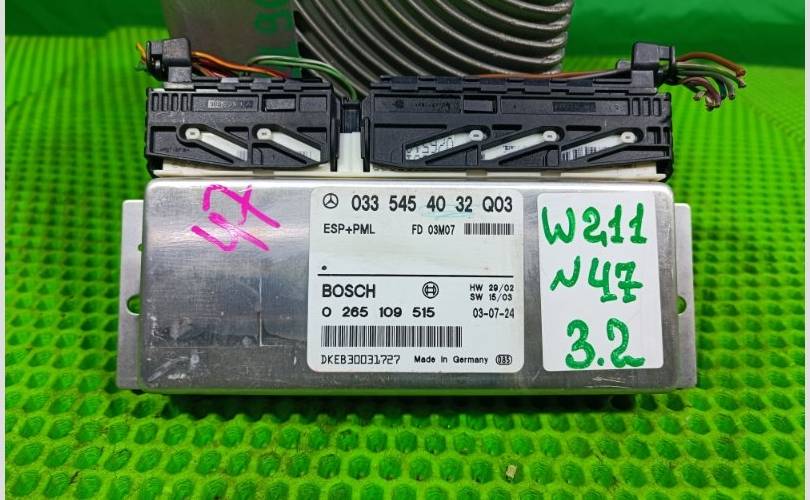 47
033 545 40 32 Q03
ESP+PML FD 03M07
BOSCH
HW 29/02
SW 15/03
0 265 109 515 03-07-24
DKEB30031727 Made in Germany 085
W211
N47
3.2